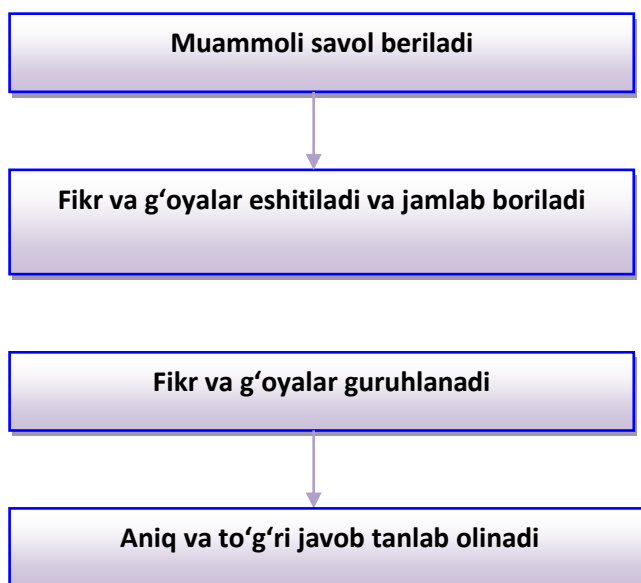 Muammoli savol beriladi
Fikr va g‘oyalar eshitiladi va jamlab boriladi
Fikr va g‘oyalar guruhlanadi
Aniq va to‘g‘ri javob tanlab olinadi